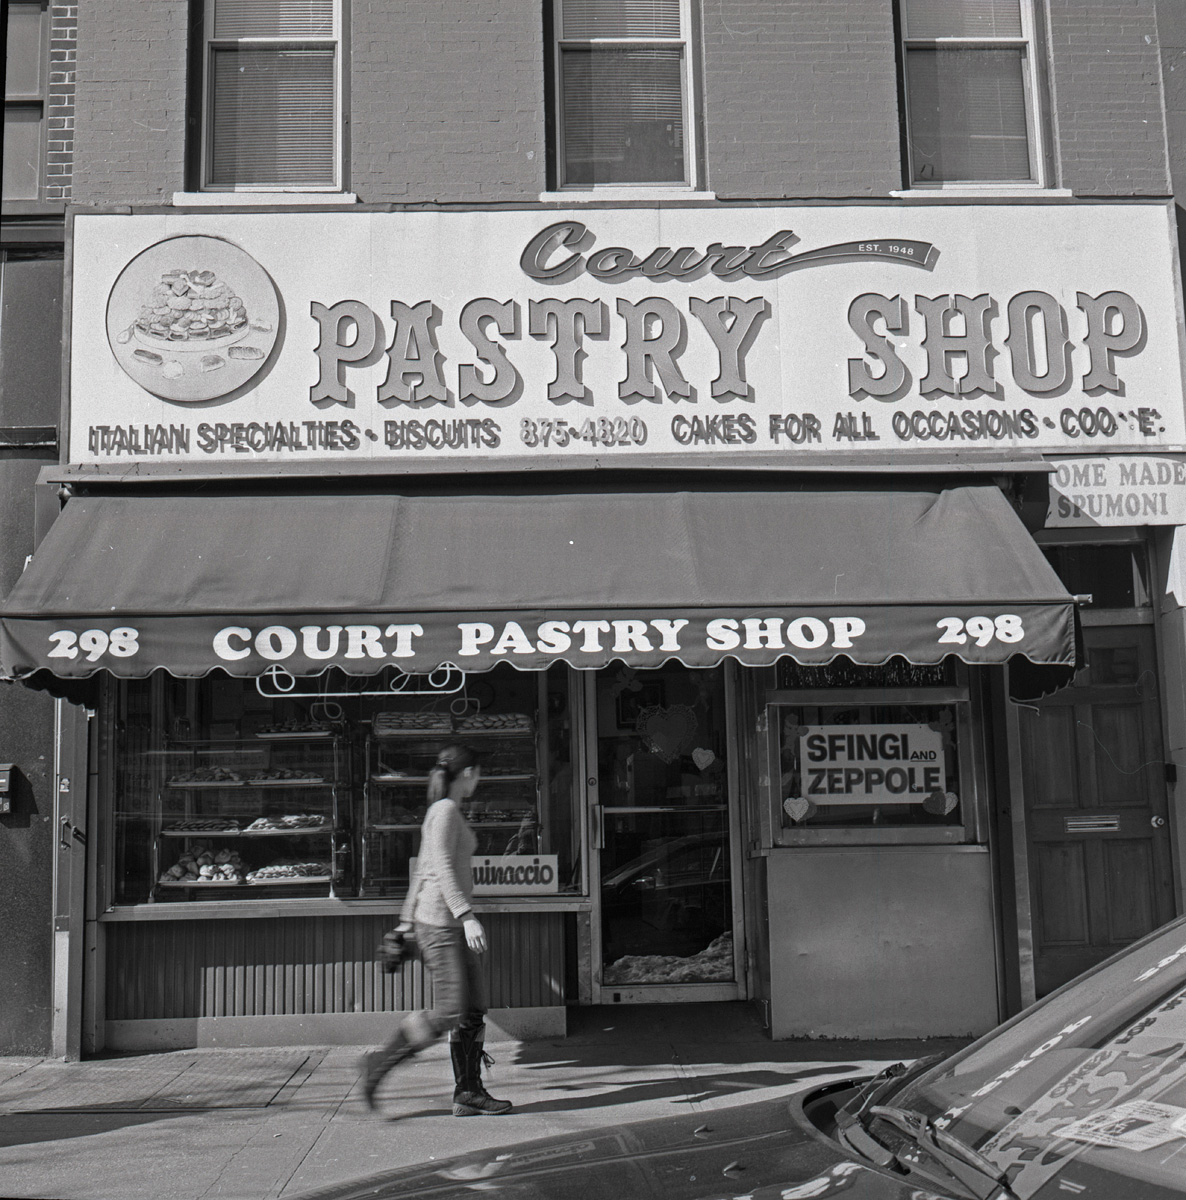 Court
EST. 1948
PASTRY SHOP
ITALIAN SPECIALTIES • BISCUITS 875-4820 CAKES FOR ALL OCCASIONS •
OME MADE
SPUMONI
298 COURT PASTRY SHOP 298
SFINGI AND
ZEPPOLE
uinaccio